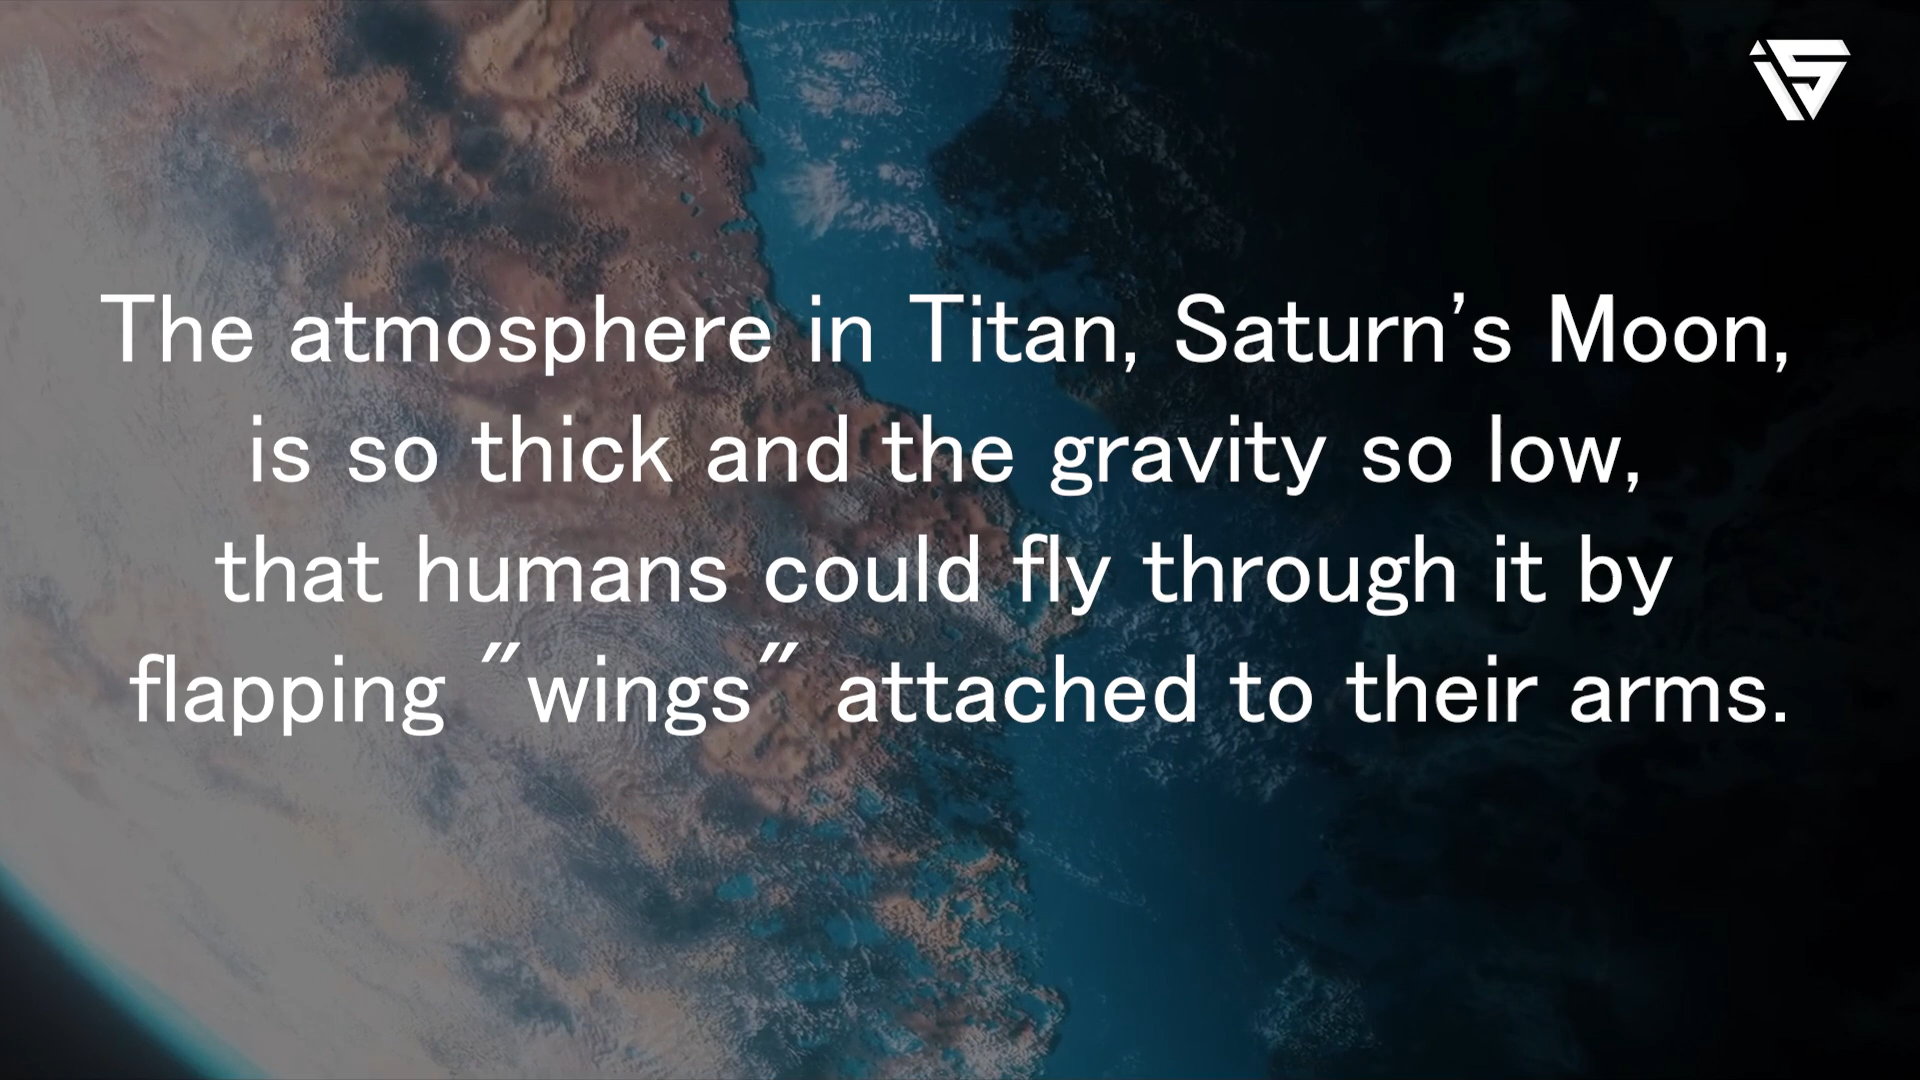 The atmosphere in Titan, Saturn's Moon,
is so thick and the gravity so low,
that humans could fly through it by
flapping "wings" attached to their arms.